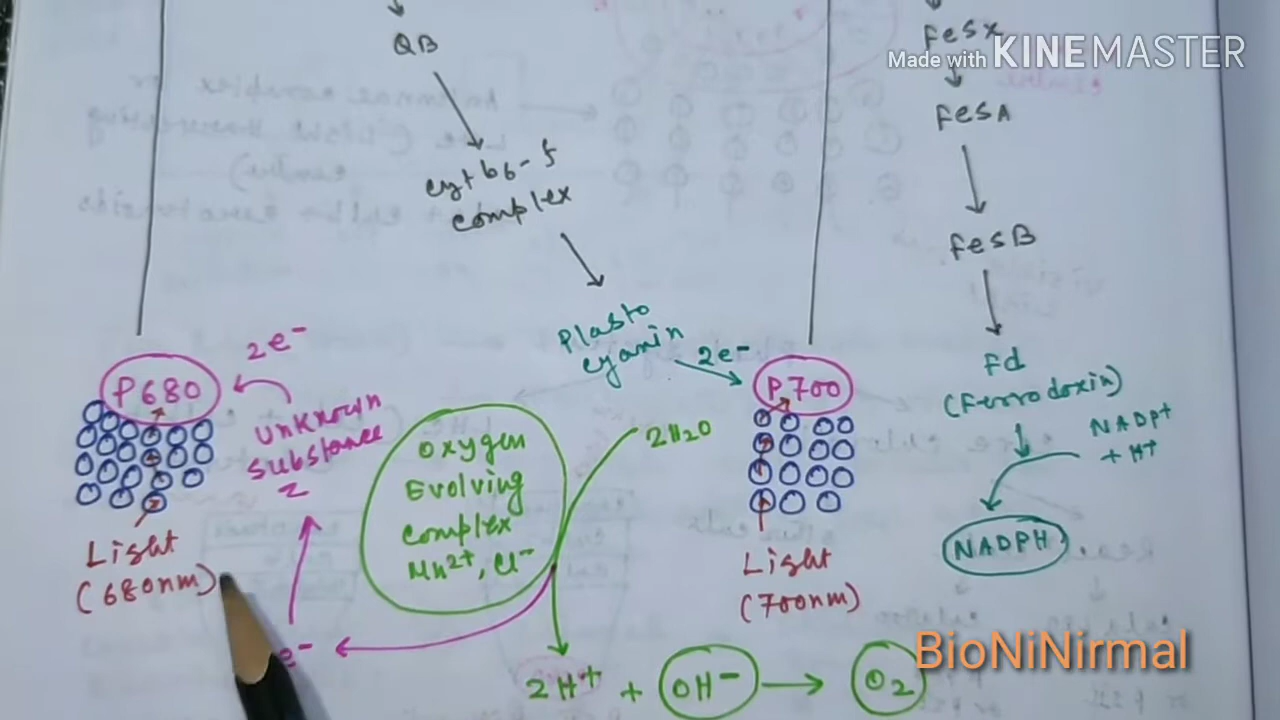 QB
FeSX
Made with KINEMASTER
FeSA
cyt b6-f
complex
FeSB
Plasto
cyanin
2e-
2e-
P680
P700
Fd
(Ferrodoxin)
NADP+
+ H+
Unknown
substance
Z
Oxygen
Evolving
complex
Mn2+, Cl-
2H2O
NADPH
Light
(680nm)
Light
(700nm)
e-
2H+ + OH- → O2
BioNiNirmal